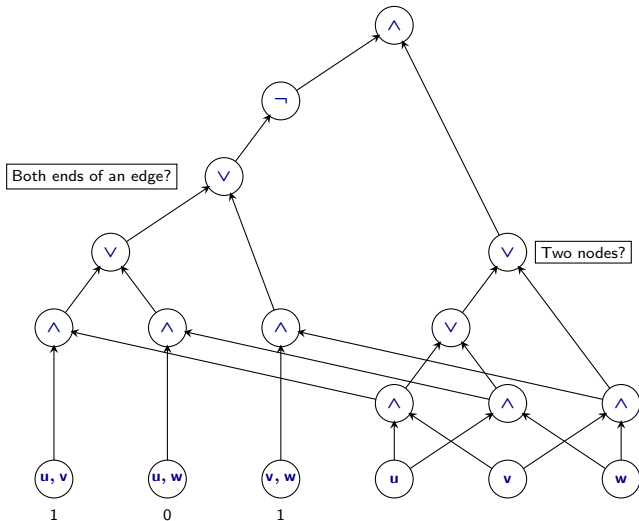 ∧
¬
∨
Both ends of an edge?
∨
∨
Two nodes?
∧ ∧ ∧ ∨
∧ ∧ ∧
u, v u, w v, w u v w
1 0 1